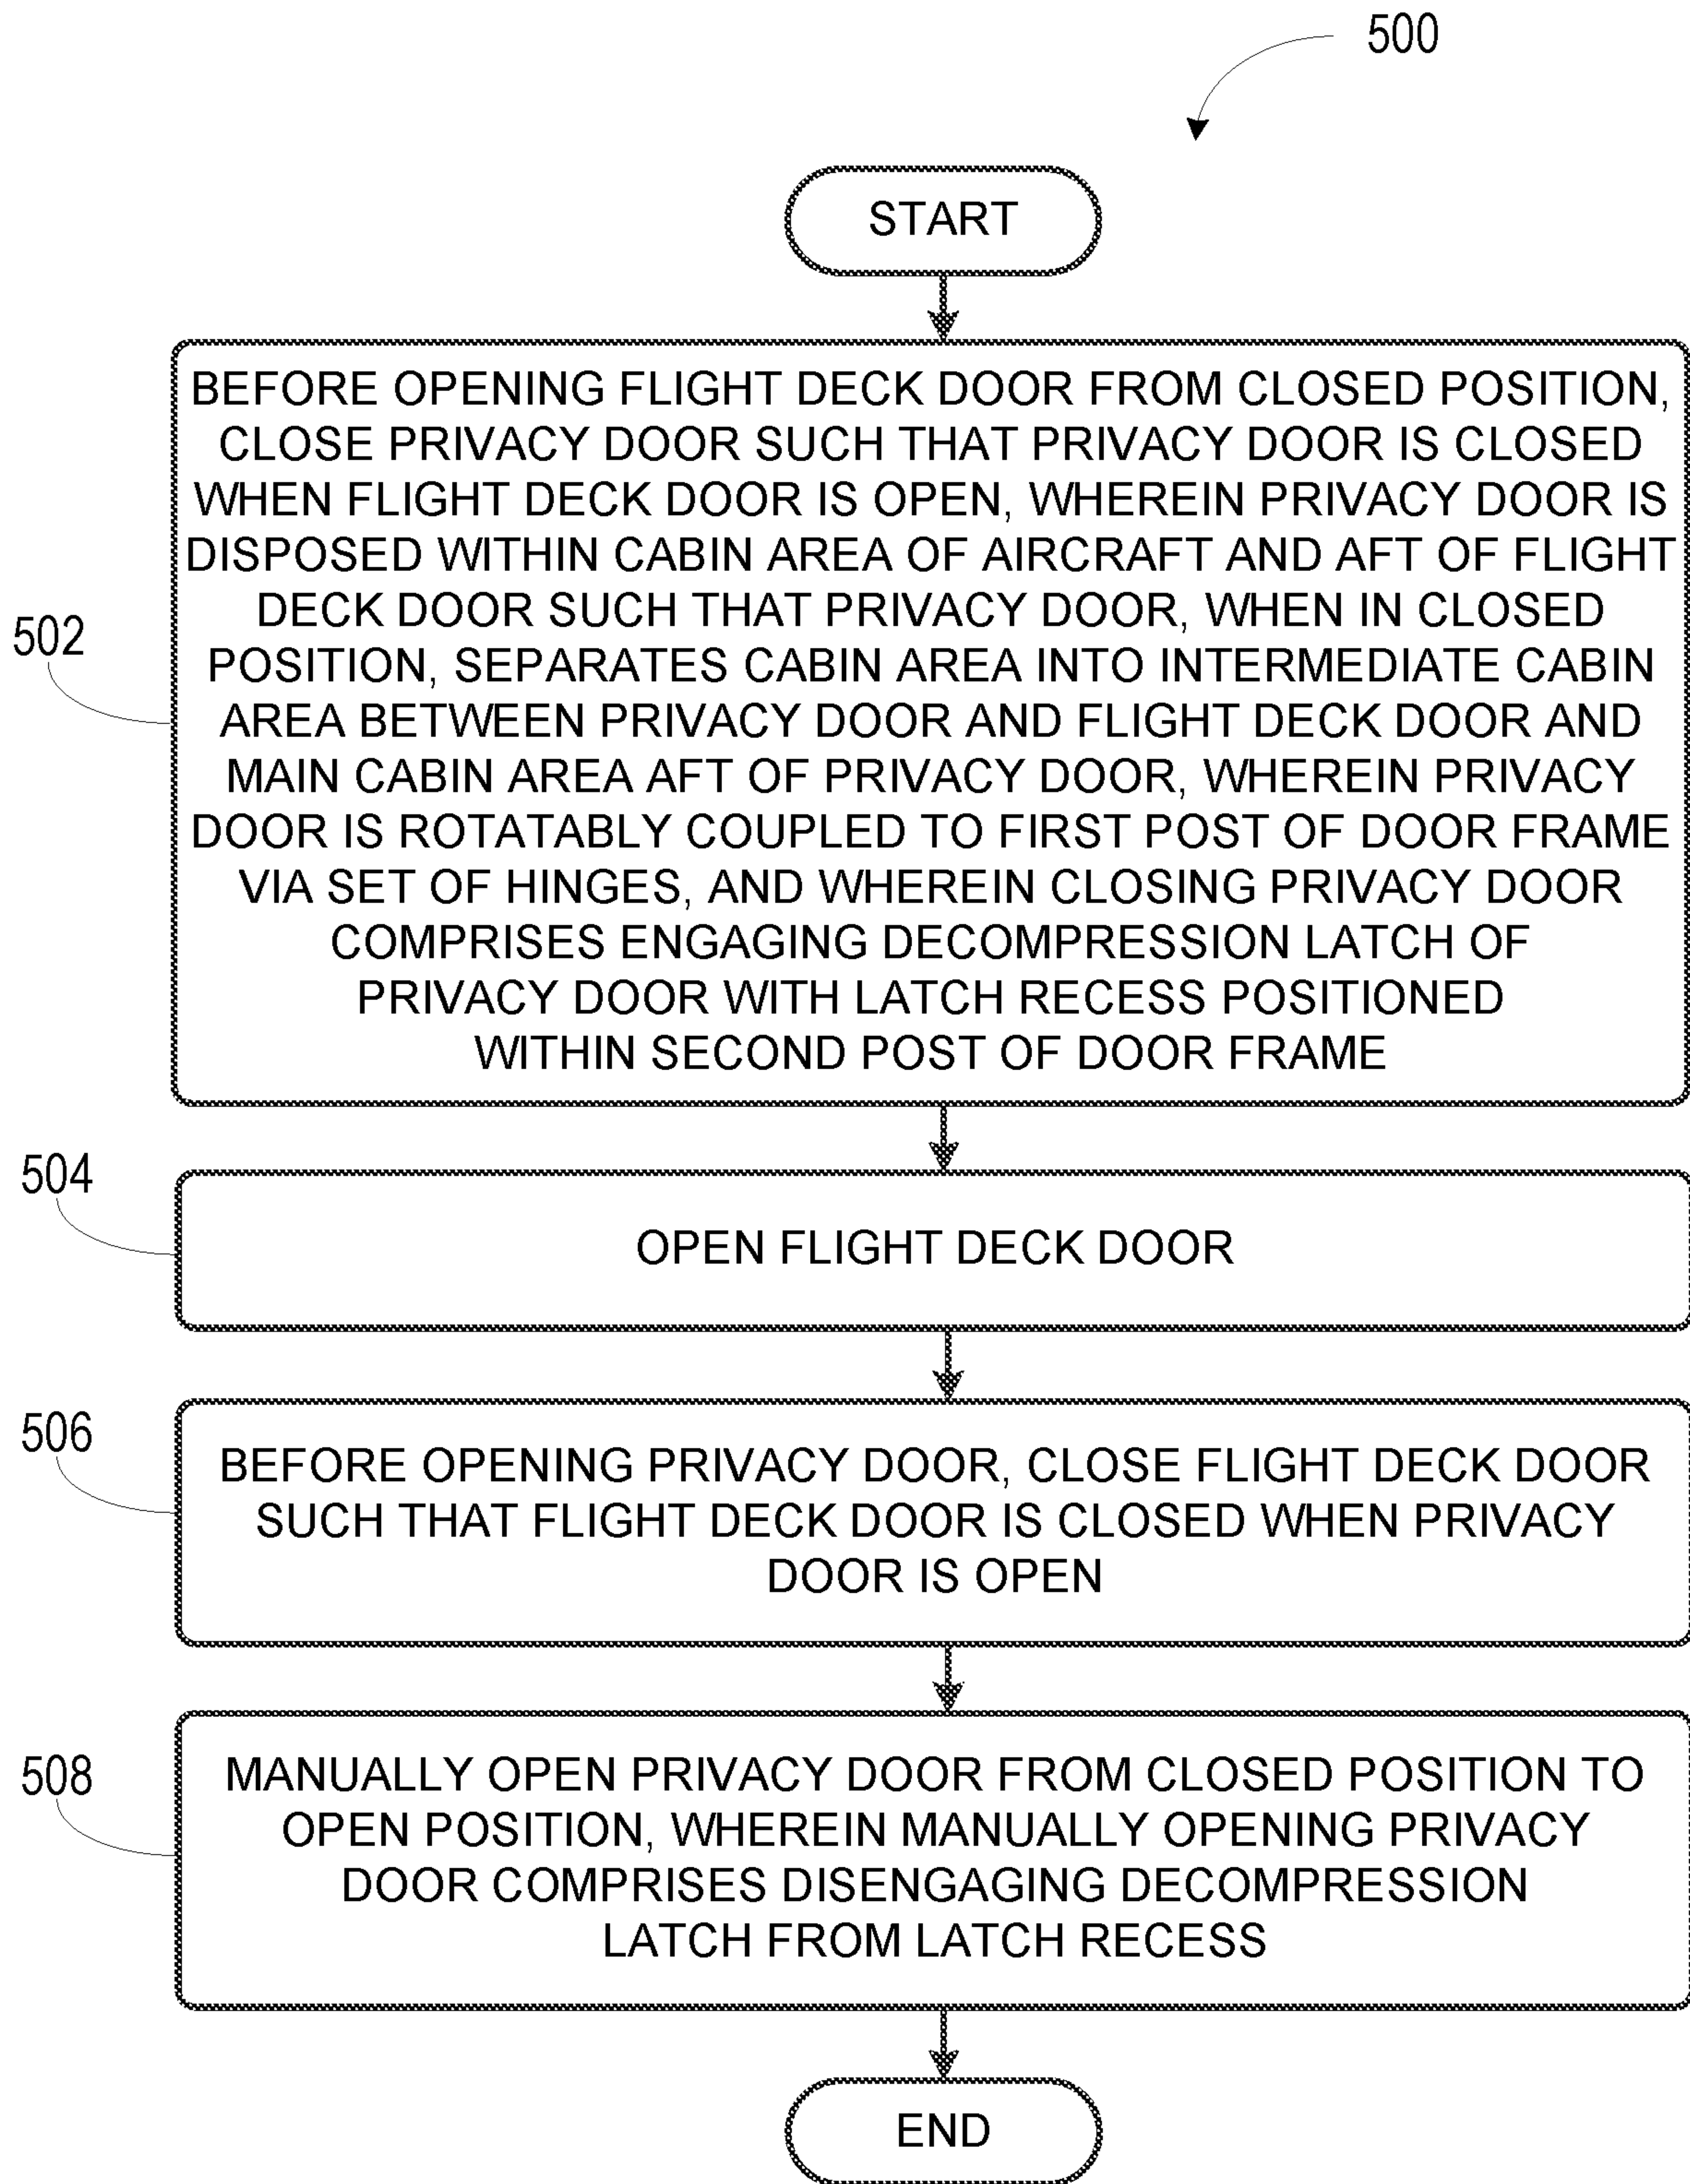 500
START
502
BEFORE OPENING FLIGHT DECK DOOR FROM CLOSED POSITION,
CLOSE PRIVACY DOOR SUCH THAT PRIVACY DOOR IS CLOSED
WHEN FLIGHT DECK DOOR IS OPEN, WHEREIN PRIVACY DOOR IS
DISPOSED WITHIN CABIN AREA OF AIRCRAFT AND AFT OF FLIGHT
DECK DOOR SUCH THAT PRIVACY DOOR, WHEN IN CLOSED
POSITION, SEPARATES CABIN AREA INTO INTERMEDIATE CABIN
AREA BETWEEN PRIVACY DOOR AND FLIGHT DECK DOOR AND
MAIN CABIN AREA AFT OF PRIVACY DOOR, WHEREIN PRIVACY
DOOR IS ROTATABLY COUPLED TO FIRST POST OF DOOR FRAME
VIA SET OF HINGES, AND WHEREIN CLOSING PRIVACY DOOR
COMPRISES ENGAGING DECOMPRESSION LATCH OF
PRIVACY DOOR WITH LATCH RECESS POSITIONED
WITHIN SECOND POST OF DOOR FRAME
504
OPEN FLIGHT DECK DOOR
506
BEFORE OPENING PRIVACY DOOR, CLOSE FLIGHT DECK DOOR
SUCH THAT FLIGHT DECK DOOR IS CLOSED WHEN PRIVACY
DOOR IS OPEN
508
MANUALLY OPEN PRIVACY DOOR FROM CLOSED POSITION TO
OPEN POSITION, WHEREIN MANUALLY OPENING PRIVACY
DOOR COMPRISES DISENGAGING DECOMPRESSION
LATCH FROM LATCH RECESS
END